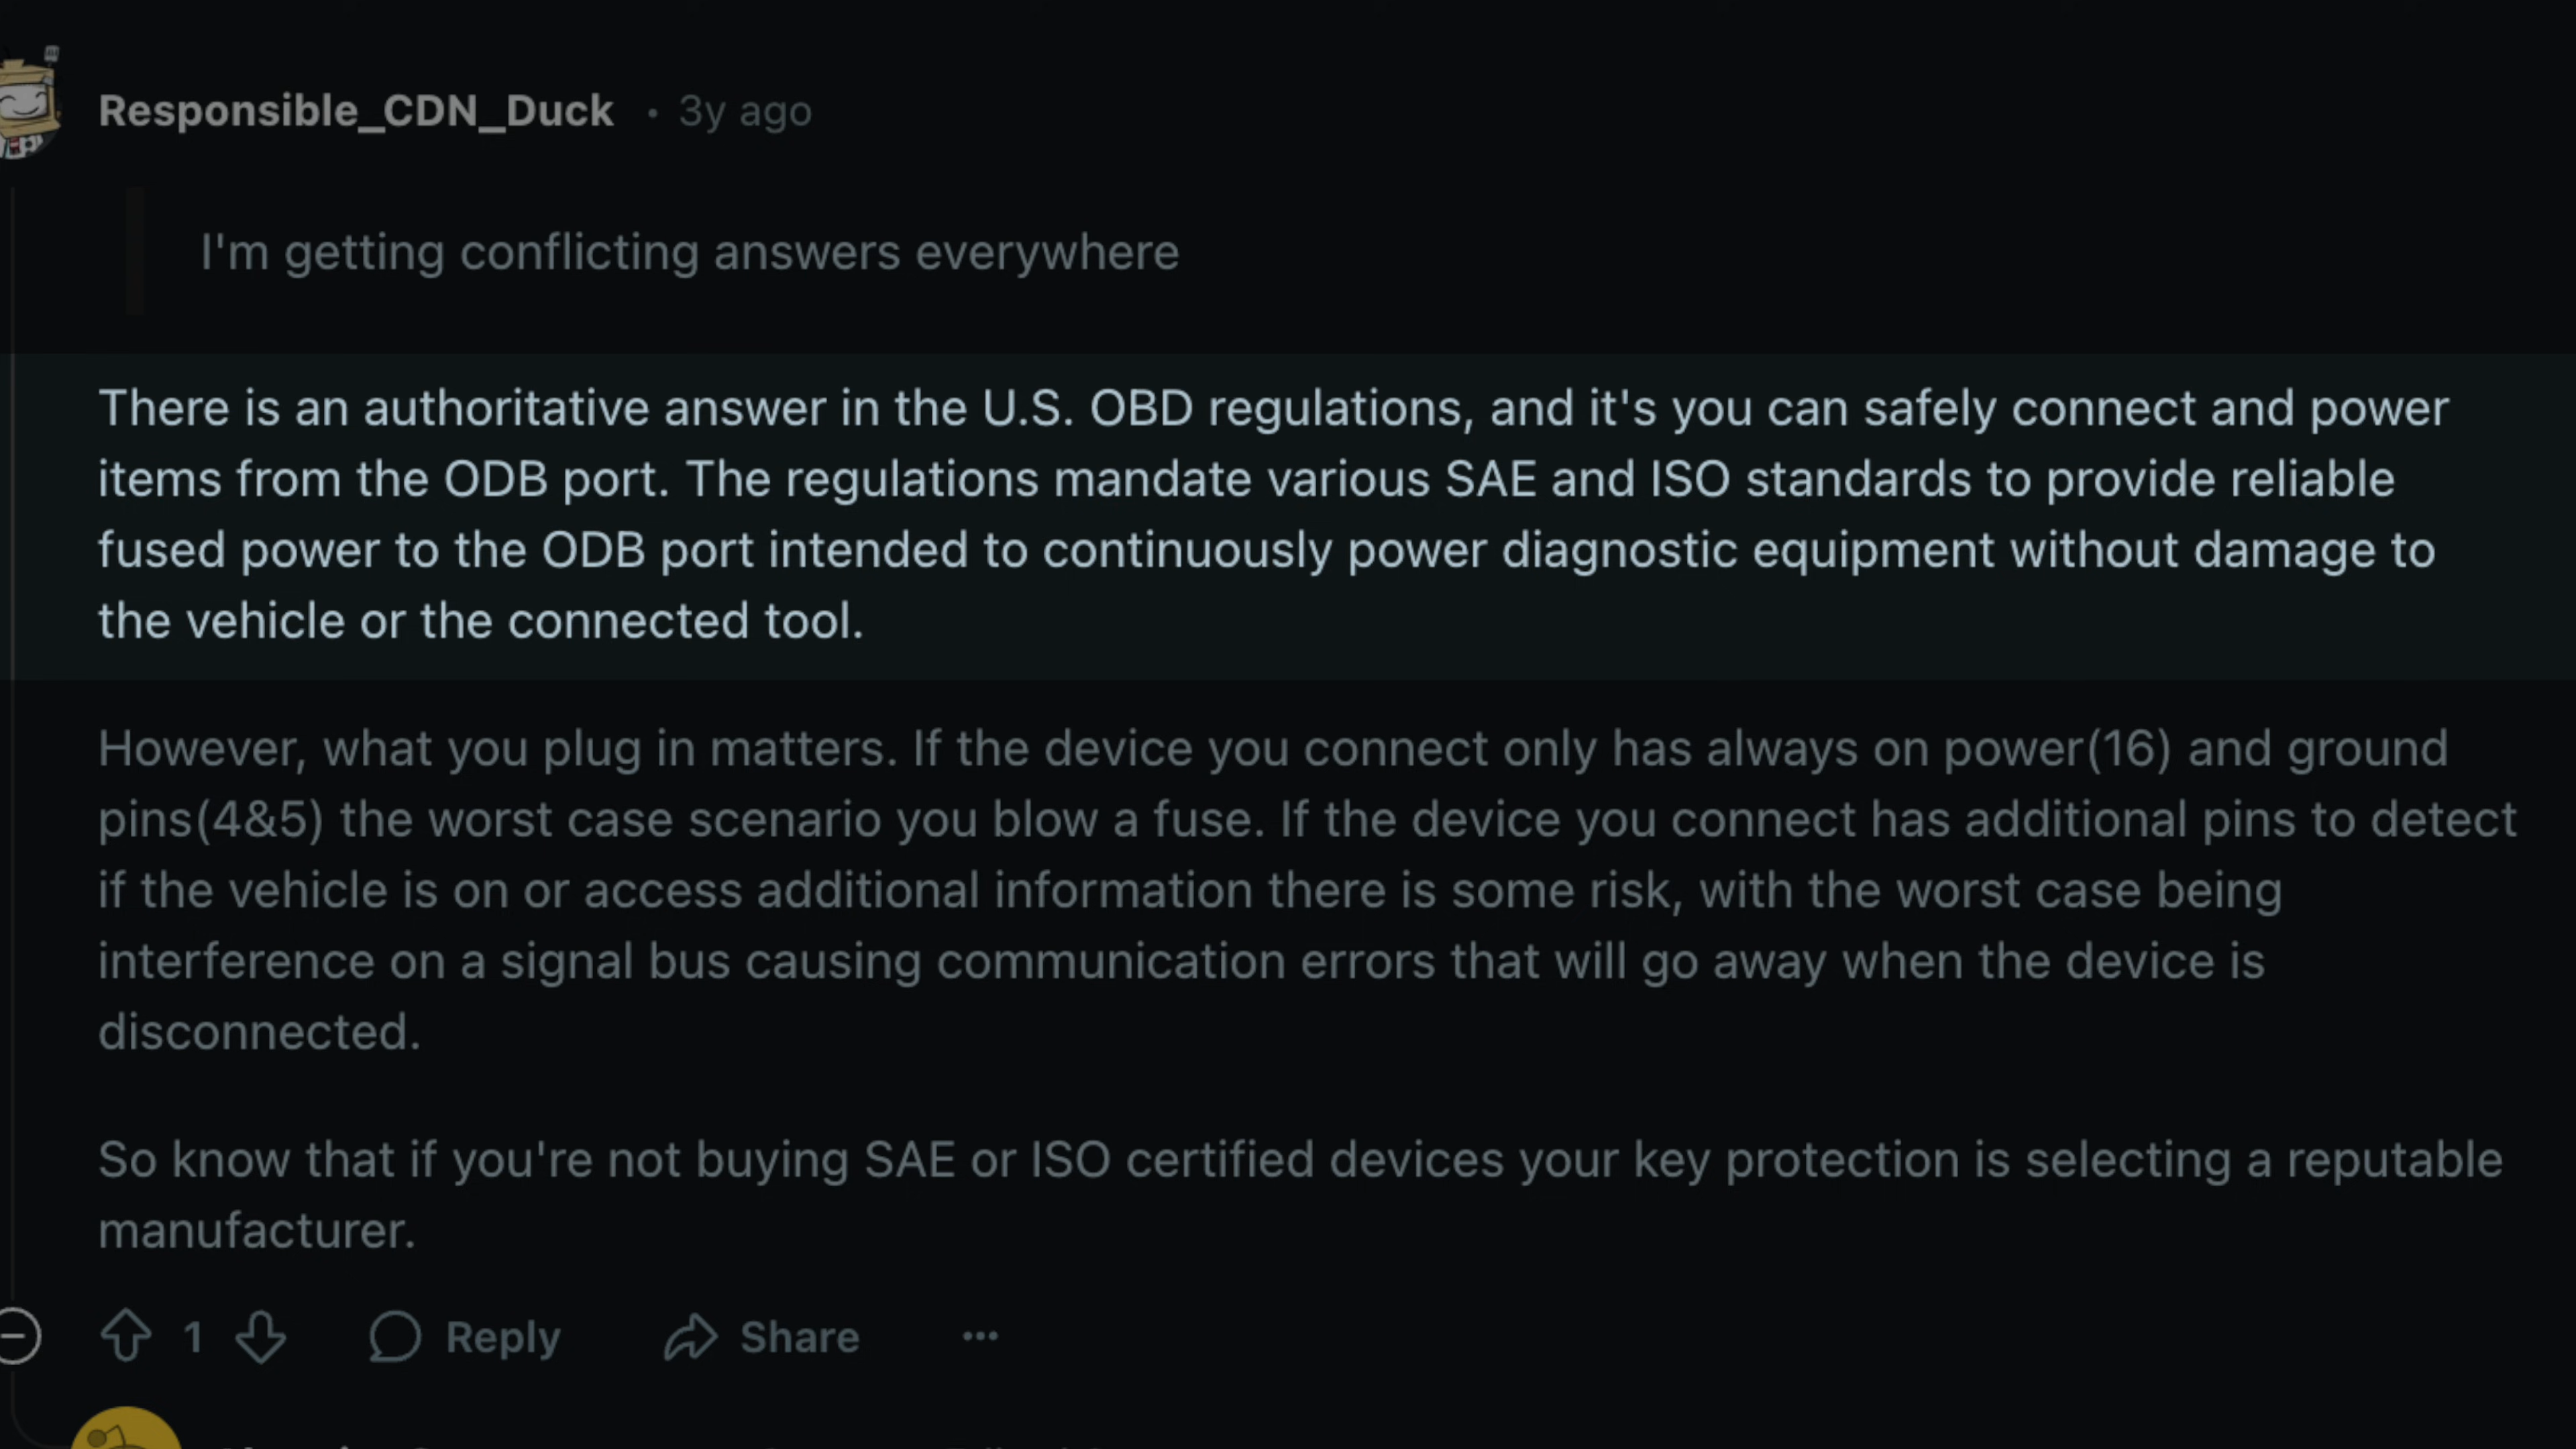 Responsible_CDN_Duck • 3y ago
I'm getting conflicting answers everywhere
There is an authoritative answer in the U.S. OBD regulations, and it's you can safely connect and power
items from the ODB port. The regulations mandate various SAE and ISO standards to provide reliable
fused power to the ODB port intended to continuously power diagnostic equipment without damage to
the vehicle or the connected tool.
However, what you plug in matters. If the device you connect only has always on power(16) and ground
pins(4&5) the worst case scenario you blow a fuse. If the device you connect has additional pins to detect
if the vehicle is on or access additional information there is some risk, with the worst case being
interference on a signal bus causing communication errors that will go away when the device is
disconnected.
So know that if you're not buying SAE or ISO certified devices your key protection is selecting a reputable
manufacturer.
1 Reply Share ...